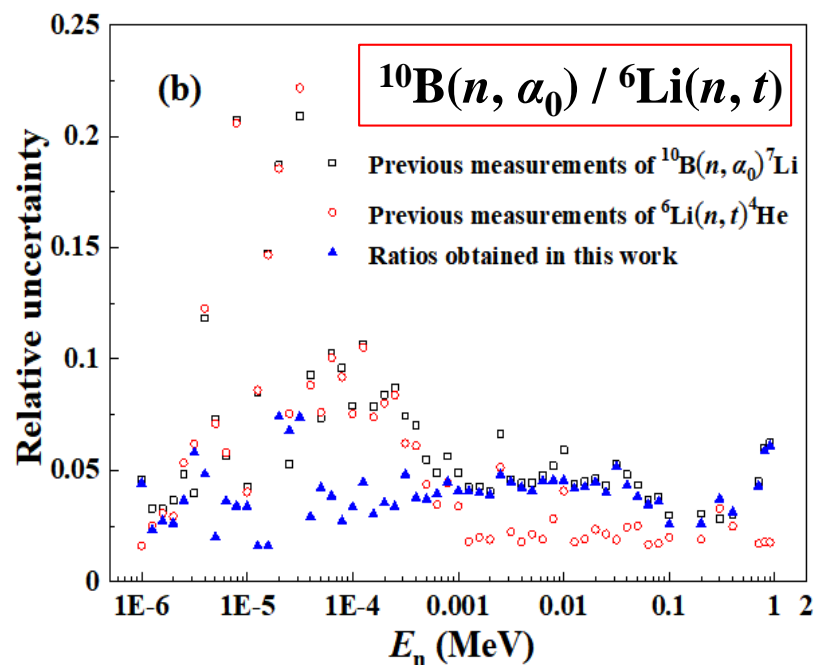 0.25
0.2
0.15
0.1
0.05
0
Relative uncertainty
(b)
¹⁰B(n, α₀) / ⁶Li(n, t)
Previous measurements of ¹⁰B(n, α₀)⁷Li
Previous measurements of ⁶Li(n, t)⁴He
Ratios obtained in this work
1E-6 1E-5 1E-4 0.001 0.01 0.1 1 2
Eₙ (MeV)